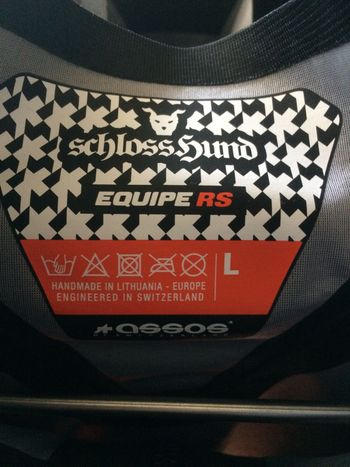 schlossHund
EQUIPE RS
L
HANDMADE IN LITHUANIA - EUROPE
ENGINEERED IN SWITZERLAND
assos